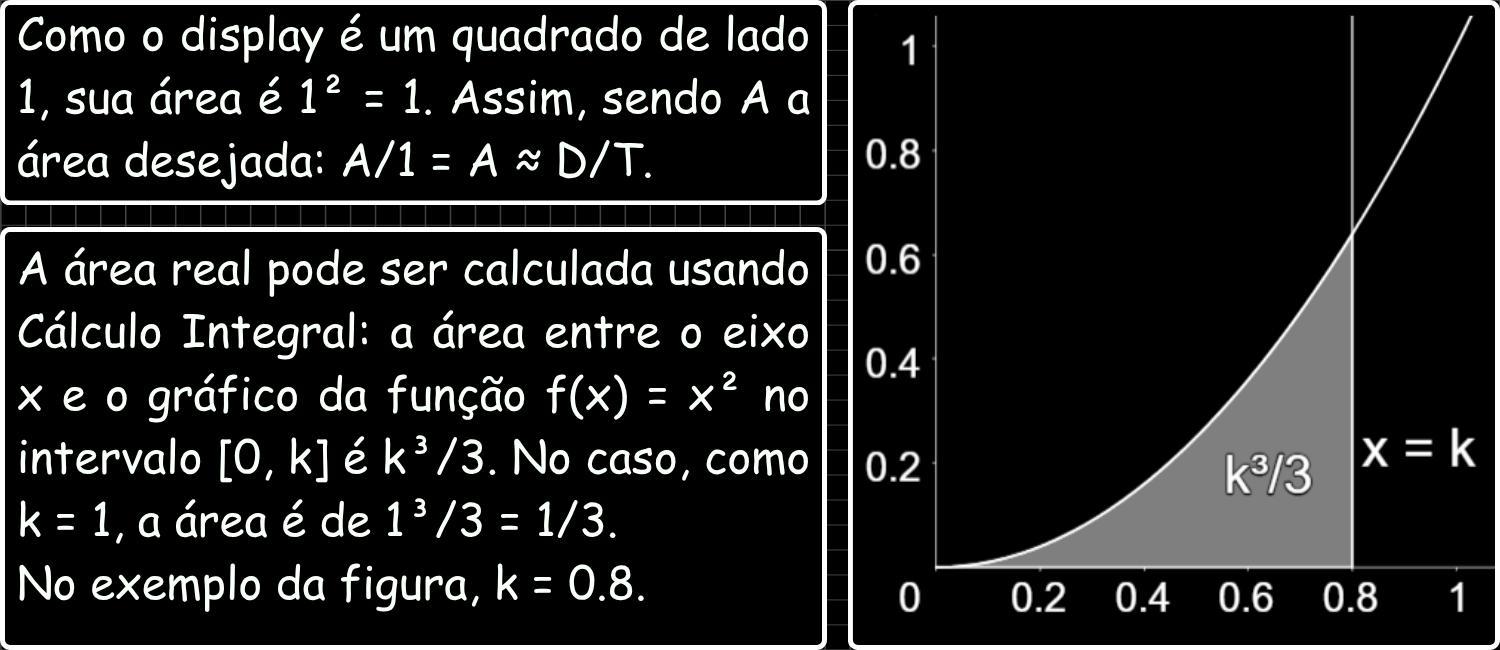 Como o display é um quadrado de lado
1, sua área é 1² = 1. Assim, sendo A a
área desejada: A/1 = A ≈ D/T.
A área real pode ser calculada usando
Cálculo Integral: a área entre o eixo
x e o gráfico da função f(x) = x² no
intervalo [0, k] é k³/3. No caso, como
k = 1, a área é de 1³/3 = 1/3.
No exemplo da figura, k = 0.8.
1
0.8
0.6
0.4
0.2
k³/3
x = k
0 0.2 0.4 0.6 0.8 1